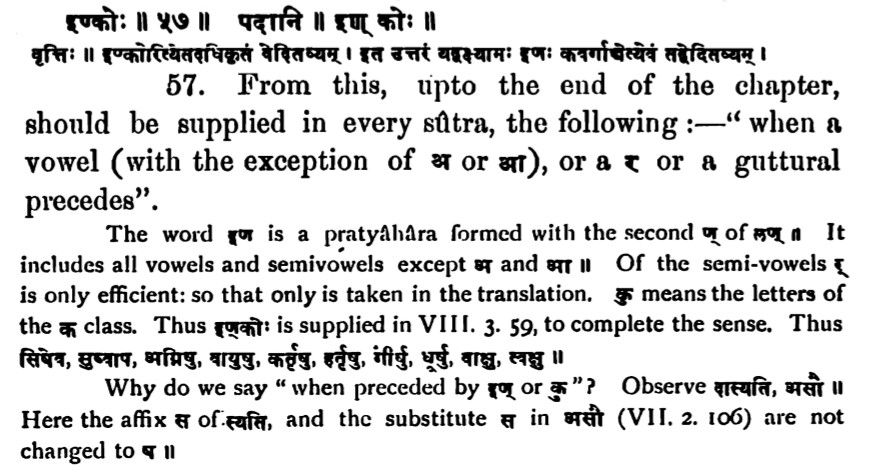 इण्कोः ॥ ५७ ॥ पदानि ॥ इण् कोः ॥
वृत्तिः ॥ इण्कोरित्येतदधिकृतं वेदितव्यम् । इत उत्तरं यद्वक्ष्यामः इणः कवर्गाच्चेत्येवं तद्वेदितव्यम् ।
57. From this, upto the end of the chapter,
should be supplied in every sûtra, the following :—“ when a
vowel (with the exception of अ or आ), or a र or a guttural
precedes”.
The word इण is a pratyâhâra formed with the second ण् of लण् ॥ It
includes all vowels and semivowels except अ and आ ॥ Of the semi-vowels र्
is only efficient: so that only is taken in the translation. कु means the letters of
the क class. Thus इण्कोः is supplied in VIII. 3. 59, to complete the sense. Thus
सिषेव, सुष्वाप, अग्निषु, वायुषु, कर्तृषु, हर्तृषु, गीर्षु, धूर्षु, वाक्षु, त्वक्षु ॥
Why do we say “ when preceded by इण् or कु ”? Observe दास्यति, असौ ॥
Here the affix स of स्यति, and the substitute स in असौ (VII. 2. 106) are not
changed to ष ॥